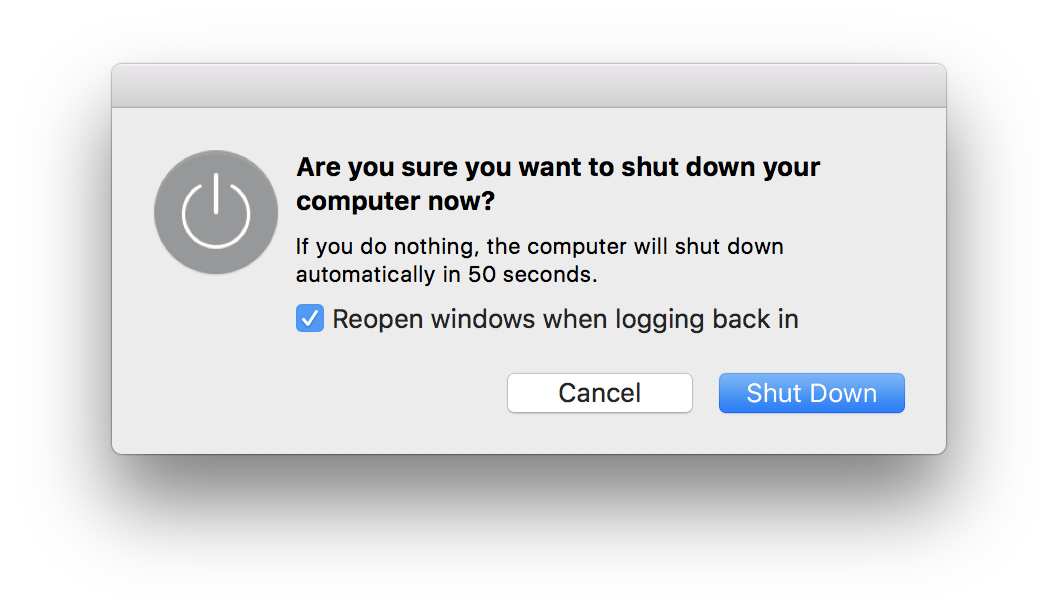 Are you sure you want to shut down your
computer now?
If you do nothing, the computer will shut down
automatically in 50 seconds.
Reopen windows when logging back in
Cancel
Shut Down